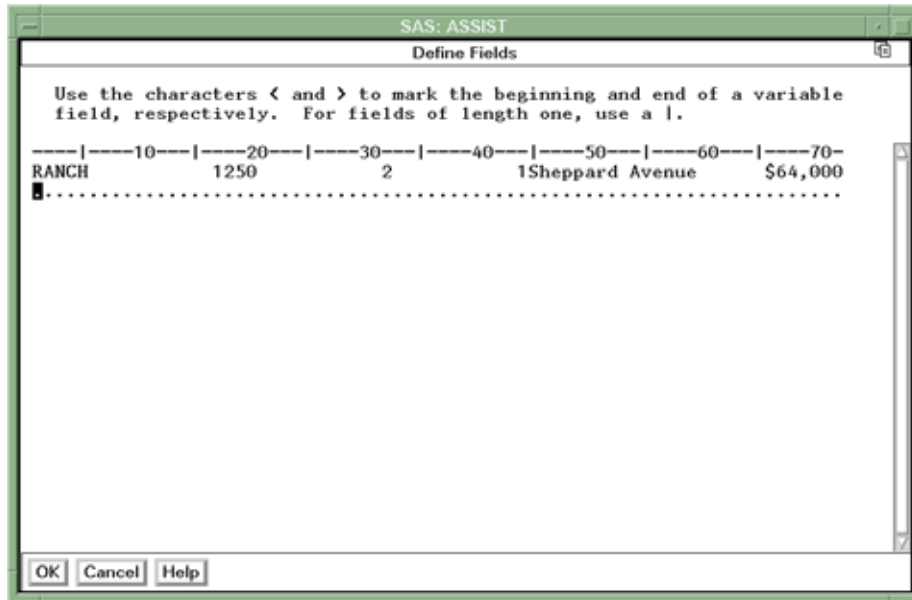 SAS: ASSIST
Define Fields
Use the characters < and > to mark the beginning and end of a variable
field, respectively.  For fields of length one, use a |.
----|----10---|----20---|----30---|----40---|----50---|----60---|----70-
RANCH           1250           2           1Sheppard Avenue      $64,000
........................................................................
OK Cancel Help